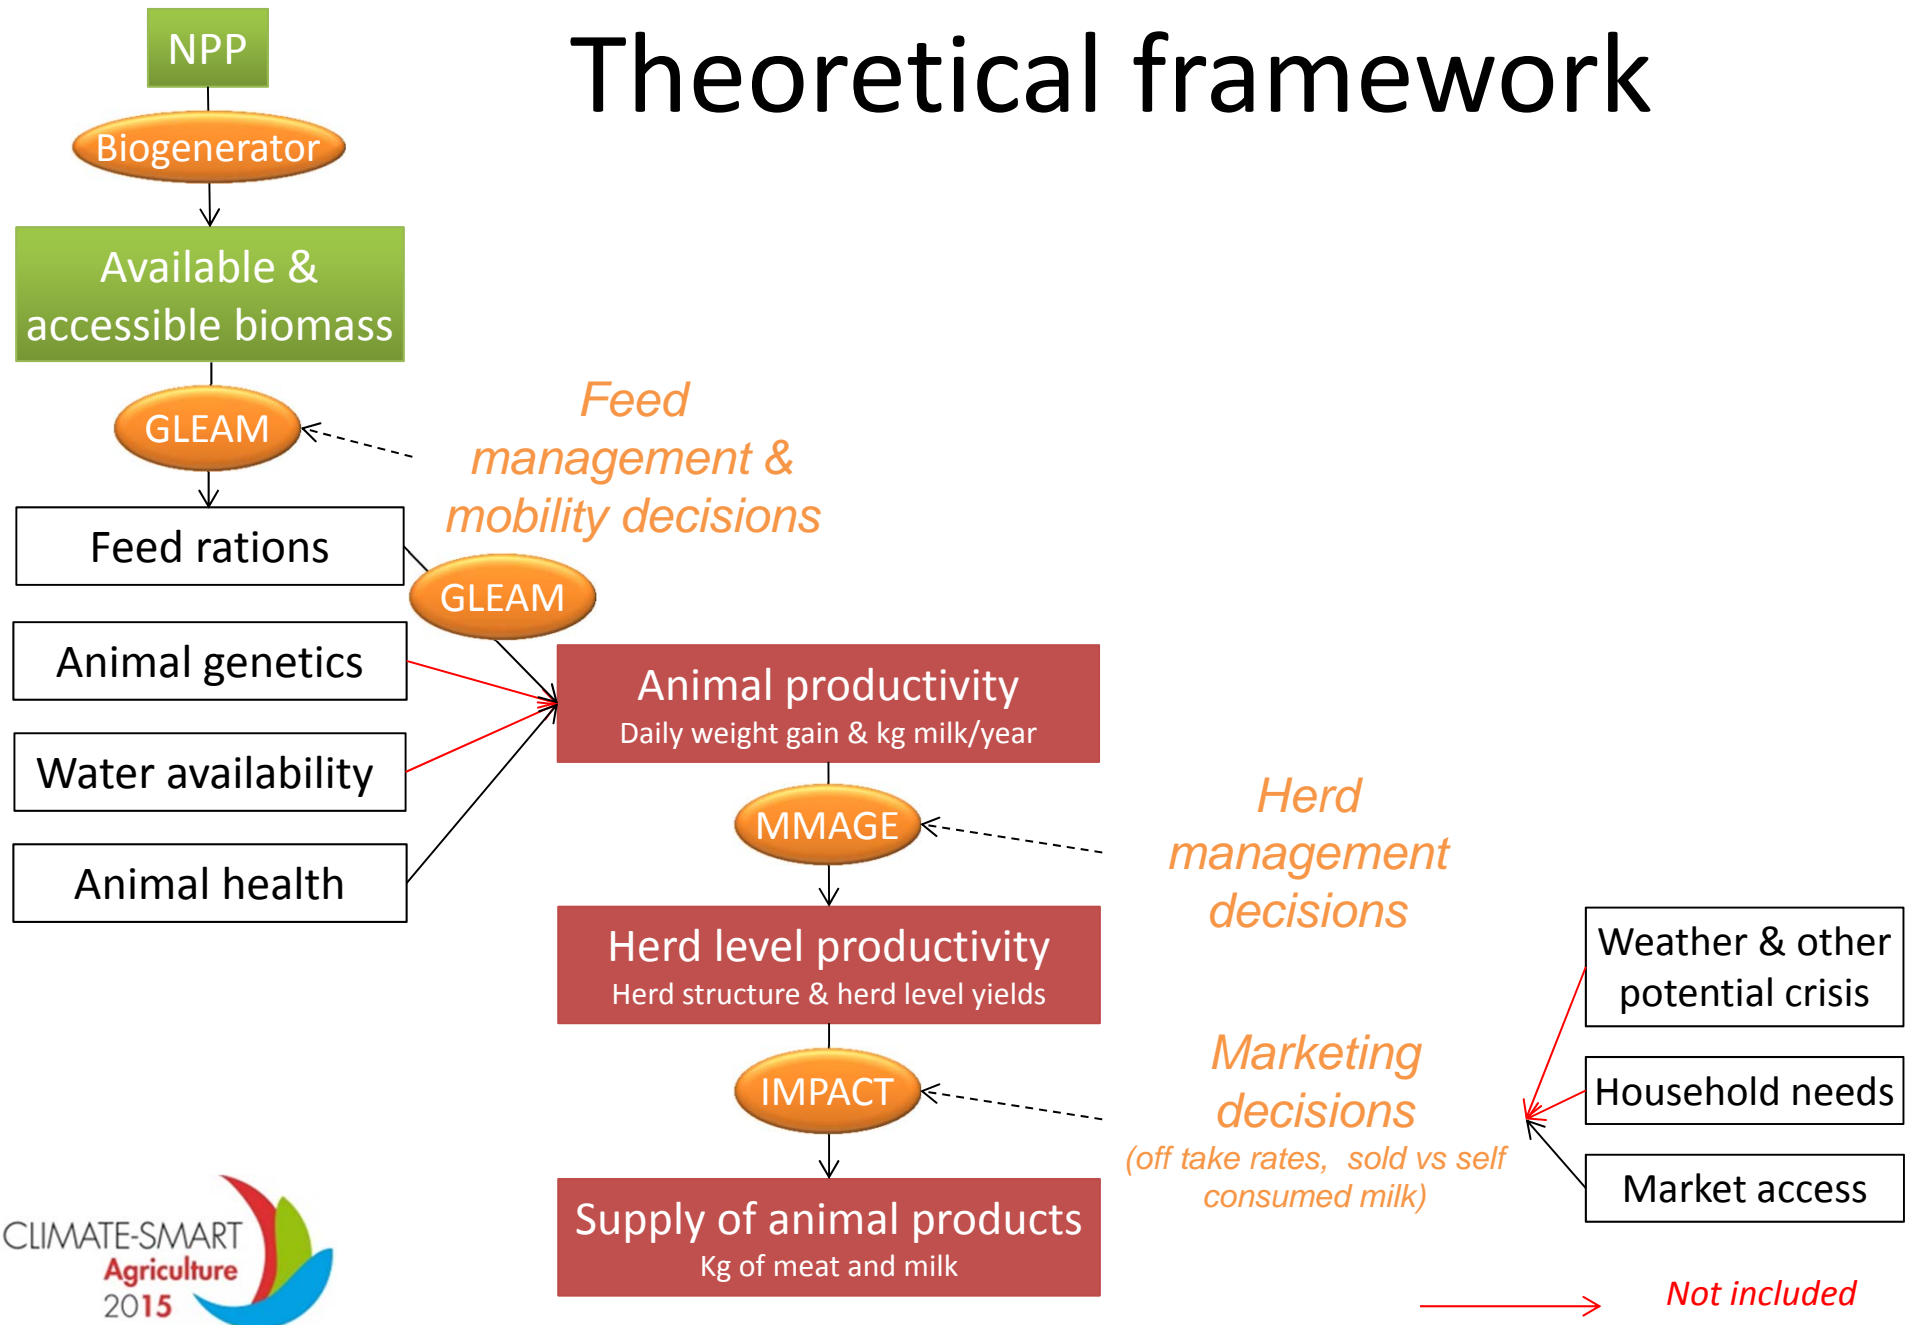 Theoretical framework
NPP
Biogenerator
Available &
accessible biomass
GLEAM
Feed
management &
mobility decisions
Feed rations
GLEAM
Animal genetics
Water availability
Animal health
Animal productivity
Daily weight gain & kg milk/year
MMAGE
Herd
management
decisions
Herd level productivity
Herd structure & herd level yields
IMPACT
Marketing
decisions
(off take rates,  sold vs self
consumed milk)
Weather & other
potential crisis
Household needs
Market access
Supply of animal products
Kg of meat and milk
Not included
CLIMATE-SMART
Agriculture
2015